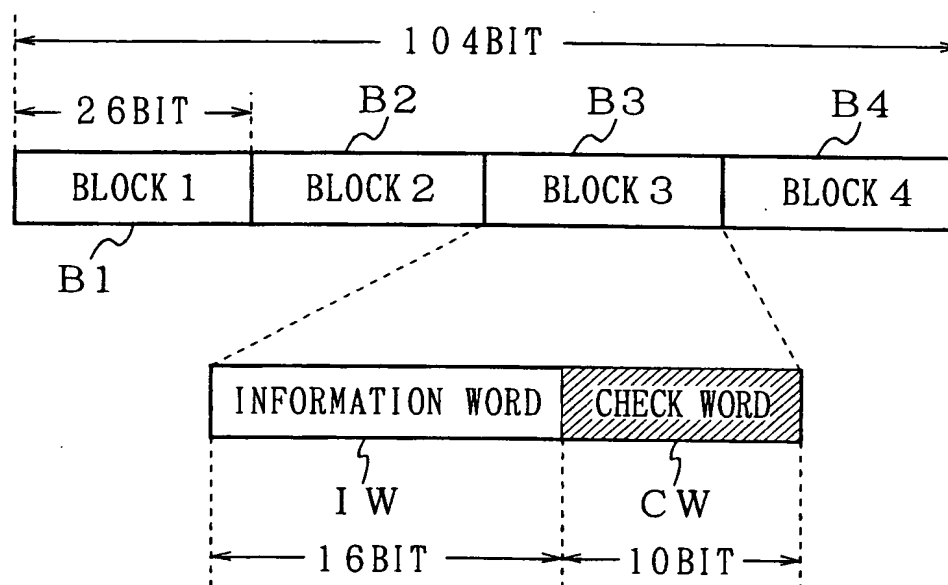 104BIT
26BIT B2 B3 B4
BLOCK 1 BLOCK 2 BLOCK 3 BLOCK 4
B1
INFORMATION WORD CHECK WORD
IW CW
16BIT 10BIT